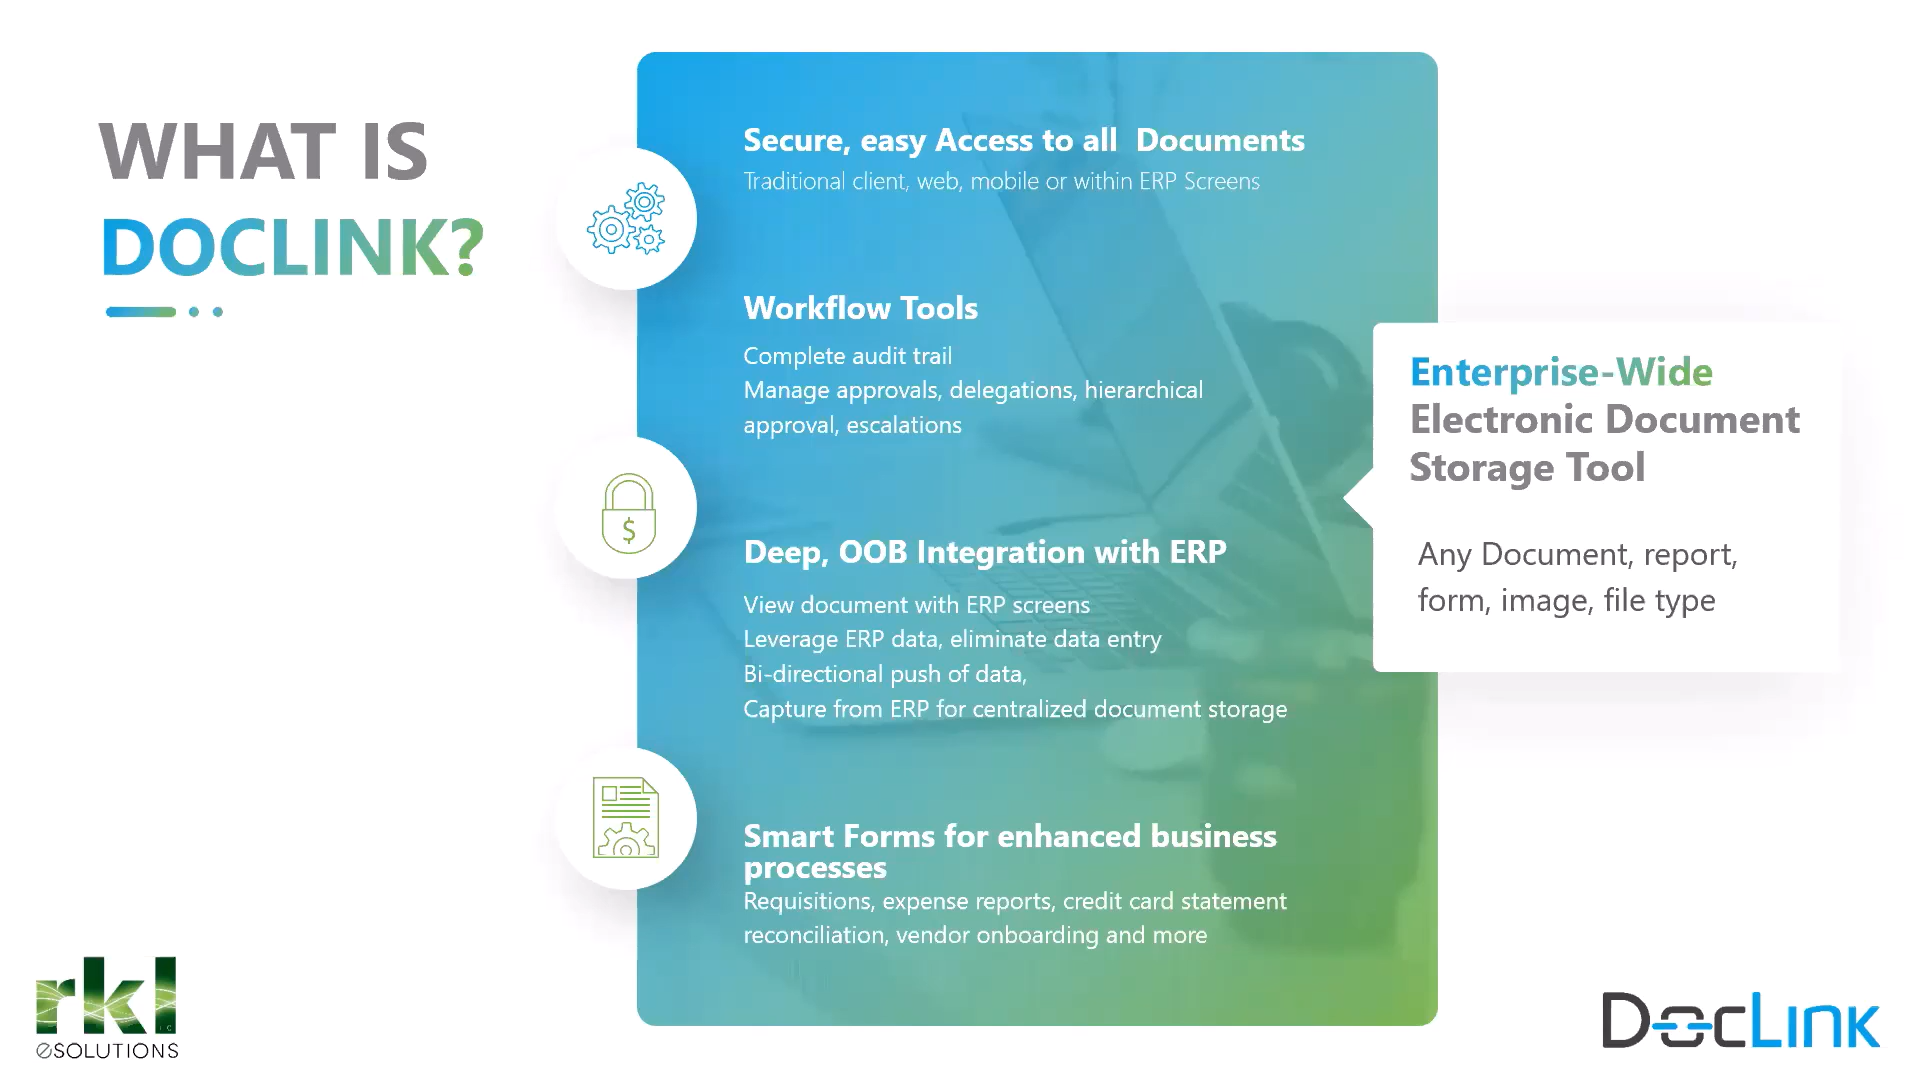 WHAT IS
DOCLINK?
Secure, easy Access to all  Documents
Traditional client, web, mobile or within ERP Screens
Workflow Tools
Complete audit trail
Manage approvals, delegations, hierarchical
approval, escalations
$
Deep, OOB Integration with ERP
View document with ERP screens
Leverage ERP data, eliminate data entry
Bi-directional push of data,
Capture from ERP for centralized document storage
Smart Forms for enhanced business
processes
Requisitions, expense reports, credit card statement
reconciliation, vendor onboarding and more
Enterprise-Wide
Electronic Document
Storage Tool
Any Document, report,
form, image, file type
rkl
eSOLUTIONS
DocLink